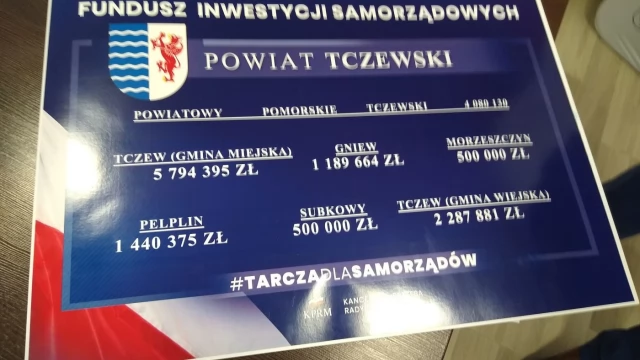 FUNDUSZ INWESTYCJI SAMORZĄDOWYCH
POWIAT TCZEWSKI
POWIATOWY POMORSKIE TCZEWSKI 4 080 130
TCZEW (GMINA MIEJSKA) GNIEW MORZESZCZYN
5 794 395 ZŁ 1 189 664 ZŁ 500 000 ZŁ
PELPLIN SUBKOWY TCZEW (GMINA WIEJSKA)
1 440 375 ZŁ 500 000 ZŁ 2 287 881 ZŁ
#TARCZADLASAMORZĄDÓW
KPRM